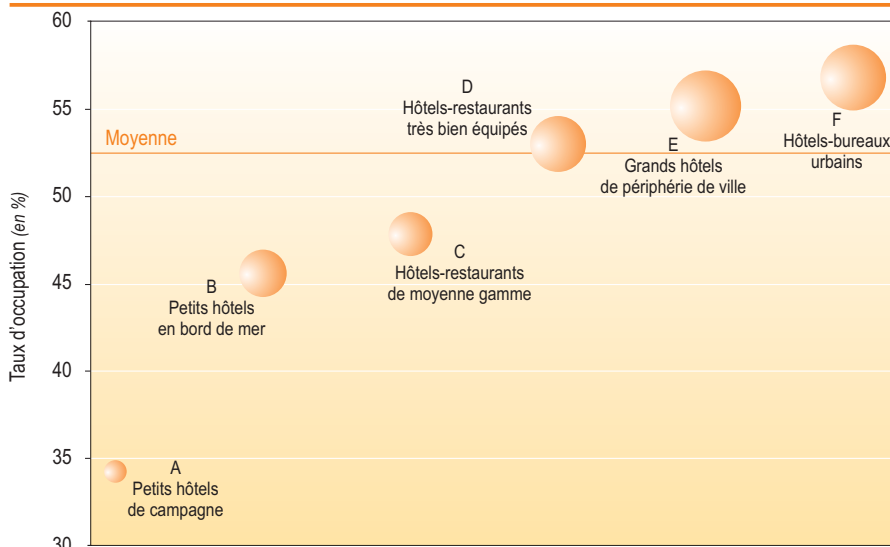 60
55
50
45
40
35
30
Taux d'occupation (en %)
Moyenne
A
Petits hôtels
de campagne
B
Petits hôtels
en bord de mer
C
Hôtels-restaurants
de moyenne gamme
D
Hôtels-restaurants
très bien équipés
E
Grands hôtels
de périphérie de ville
F
Hôtels-bureaux
urbains